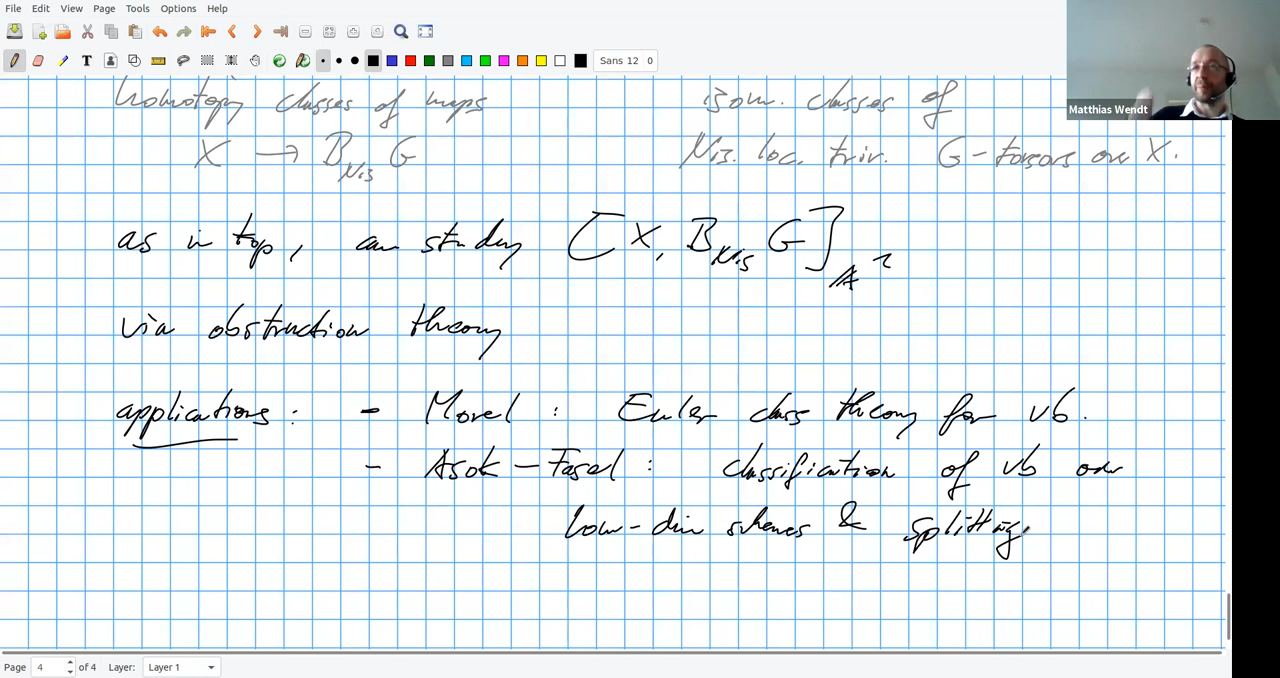 File Edit View Page Tools Options Help
Sans 12 0
Matthias Wendt
homotopy classes of maps
isom. classes of
X → B_Nis G
Nis. loc. triv. G-torsors over X.
as in top, can study [X, B_Nis G]_𝔸¹
via obstruction theory
applications: - Morel: Euler class theory for vb.
- Asok-Fasel: classification of vb over
low-dim schemes & splitting
Page 4 of 4 Layer: Layer 1